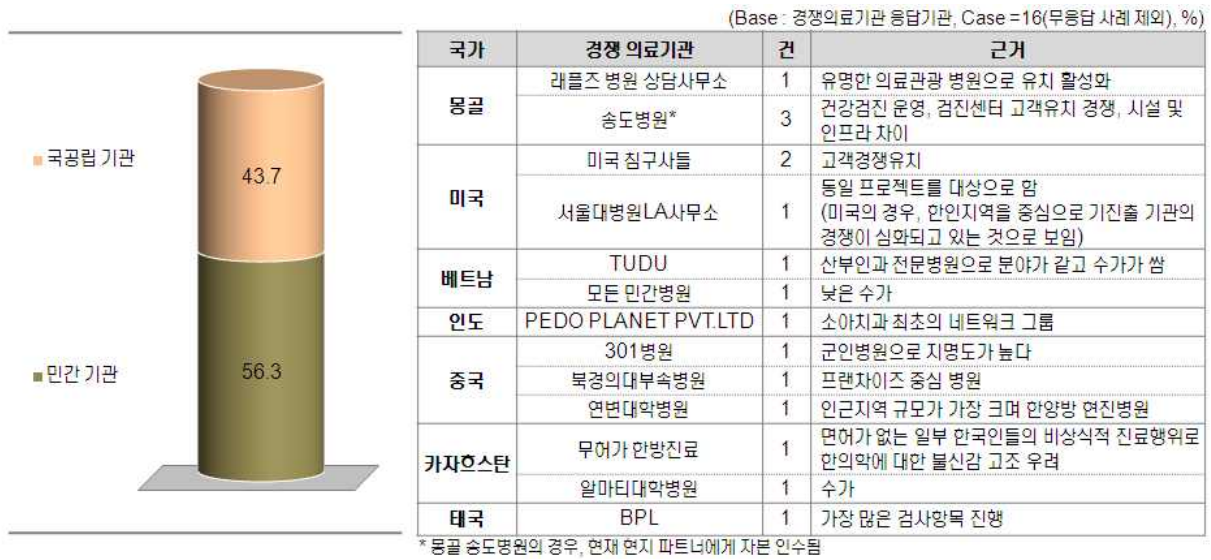 (Base : 경쟁의료기관 응답기관, Case =16(무응답 사례 제외), %)
국공립 기관
43.7
민간 기관
56.3
국가 경쟁 의료기관 건 근거
몽골 래플즈 병원 상담사무소 1 유명한 의료관광 병원으로 유치 활성화
송도병원* 3 건강검진 운영, 검진센터 고객유치 경쟁, 시설 및
인프라 차이
미국 미국 침구사들 2 고객경쟁유치
서울대병원LA사무소 1 동일 프로젝트를 대상으로 함
(미국의 경우, 한인지역을 중심으로 기진출 기관의
경쟁이 심화되고 있는 것으로 보임)
베트남 TUDU 1 산부인과 전문병원으로 분야가 같고 수가가 쌈
모든 민간병원 1 낮은 수가
인도 PEDO PLANET PVT.LTD 1 소아치과 최초의 네트워크 그룹
중국 301병원 1 군인병원으로 지명도가 높다
북경의대부속병원 1 프랜차이즈 중심 병원
연변대학병원 1 인근지역 규모가 가장 크며 한양방 현진병원
카자흐스탄 무허가 한방진료 1 면허가 없는 일부 한국인들의 비상식적 진료행위로
한의학에 대한 불신감 고조 우려
알마티대학병원 1 수가
태국 BPL 1 가장 많은 검사항목 진행
* 몽골 송도병원의 경우, 현재 현지 파트너에게 자본 인수됨